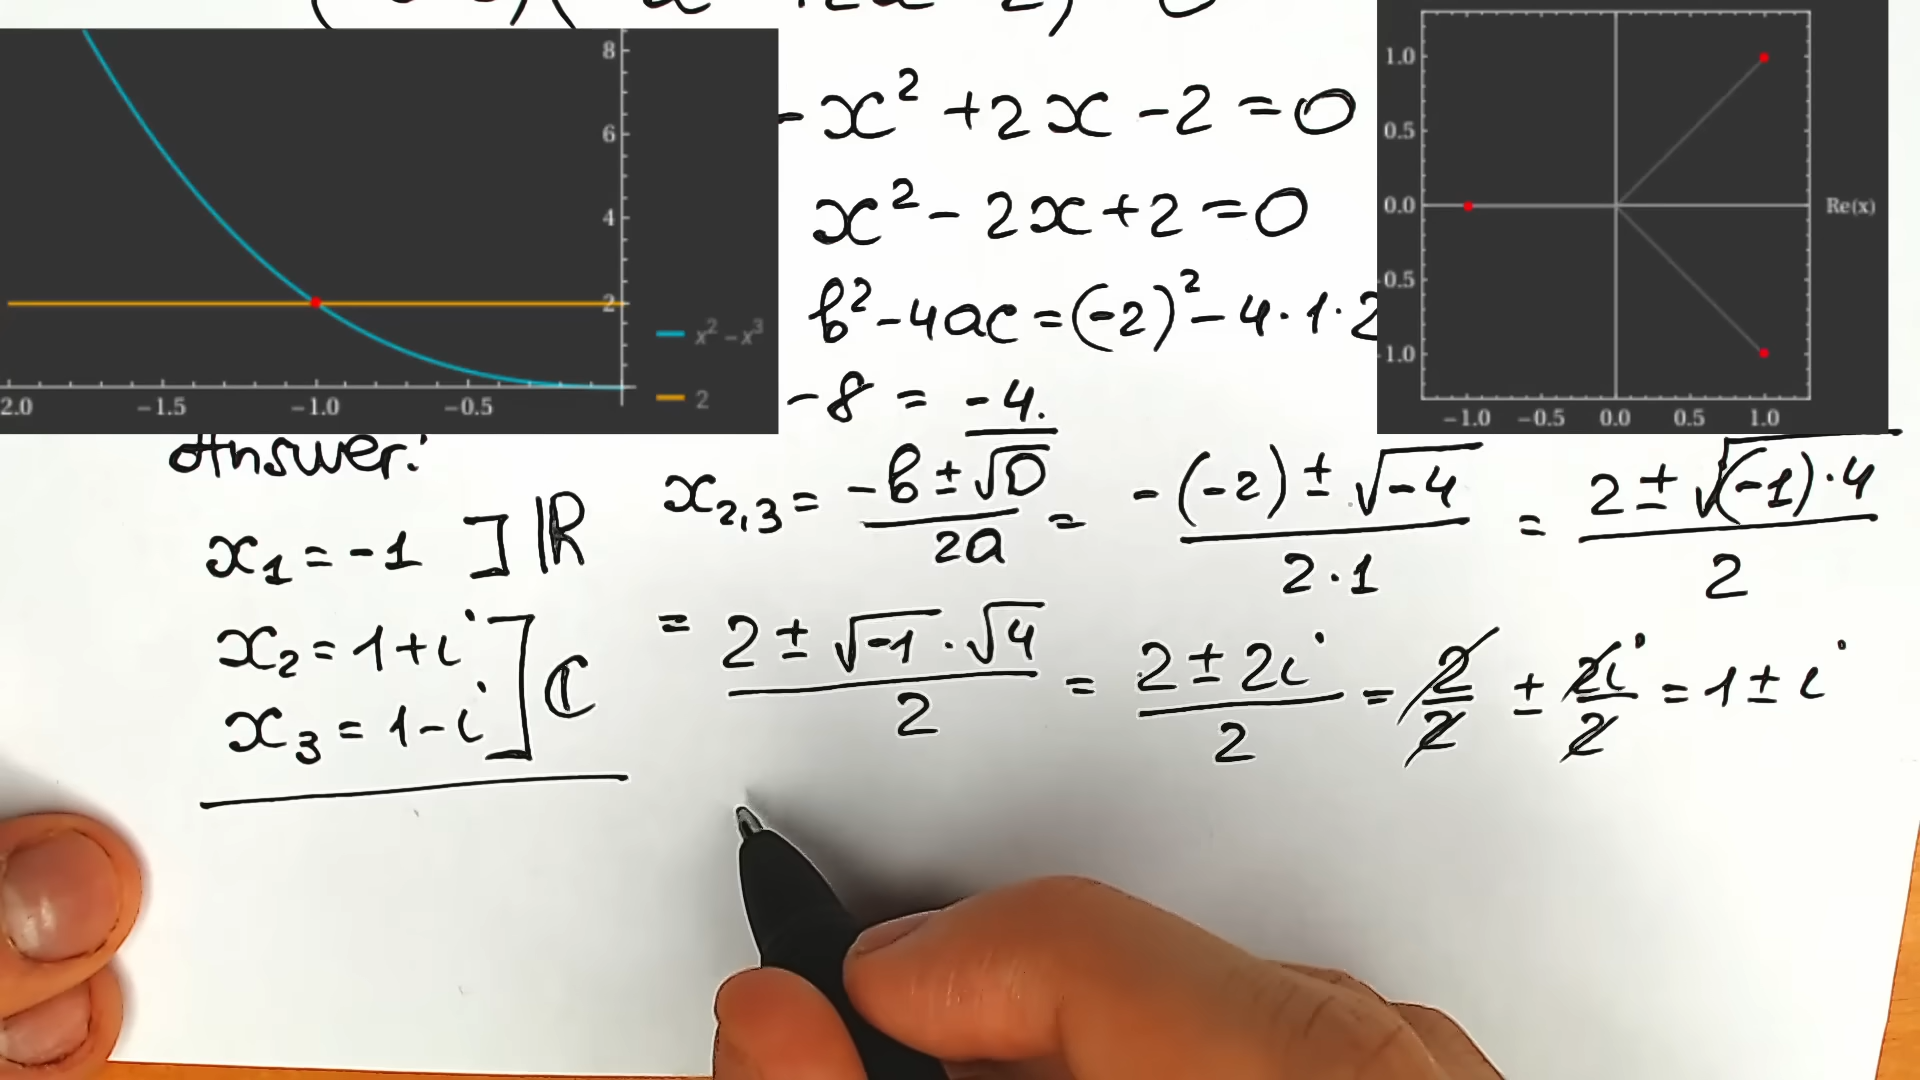 -x² + 2x - 2 = 0
x² - 2x + 2 = 0
b² - 4ac = (-2)² - 4·1·2
-8 = -4.
Answer:
x₁ = -1 ] ℝ
x₂ = 1+i
x₃ = 1-i ] ℂ
x₂,₃ = (-b ± √D)/(2a) = (-(-2) ± √-4)/(2·1) = (2 ± √(-1)·4)/2
= (2 ± √-1 · √4)/2 = (2 ± 2i)/2 = 2/2 ± 2i/2 = 1 ± i
8
6
4
2
x² - x³
2
2.0 -1.5 -1.0 -0.5
1.0
0.5
0.0
Re(x)
0.5
1.0
-1.0 -0.5 0.0 0.5 1.0